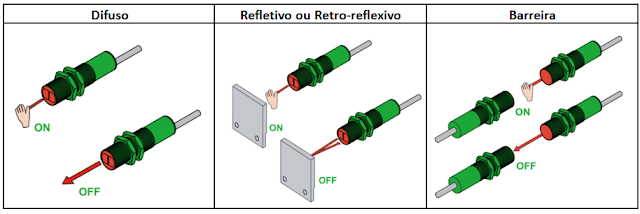 Difuso
Refletivo ou Retro-reflexivo
Barreira
ON
OFF
ON
OFF
ON
OFF